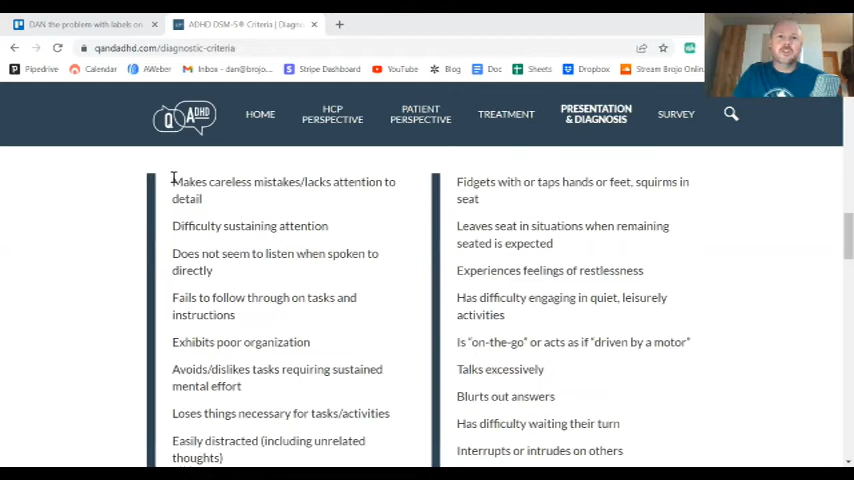 DAN the problem with labels on
ADHD DSM-5® Criteria | Diagno
qandadhd.com/diagnostic-criteria
Pipedrive
Calendar
AWeber
Inbox - dan@brojo...
Stripe Dashboard
YouTube
Blog
Doc
Sheets
Dropbox
Stream Brojo Onlin...
Q
ADHD
HOME
HCP
PERSPECTIVE
PATIENT
PERSPECTIVE
TREATMENT
PRESENTATION
& DIAGNOSIS
SURVEY
Makes careless mistakes/lacks attention to
detail
Difficulty sustaining attention
Does not seem to listen when spoken to
directly
Fails to follow through on tasks and
instructions
Exhibits poor organization
Avoids/dislikes tasks requiring sustained
mental effort
Loses things necessary for tasks/activities
Easily distracted (including unrelated
thoughts)
Fidgets with or taps hands or feet, squirms in
seat
Leaves seat in situations when remaining
seated is expected
Experiences feelings of restlessness
Has difficulty engaging in quiet, leisurely
activities
Is “on-the-go” or acts as if “driven by a motor”
Talks excessively
Blurts out answers
Has difficulty waiting their turn
Interrupts or intrudes on others